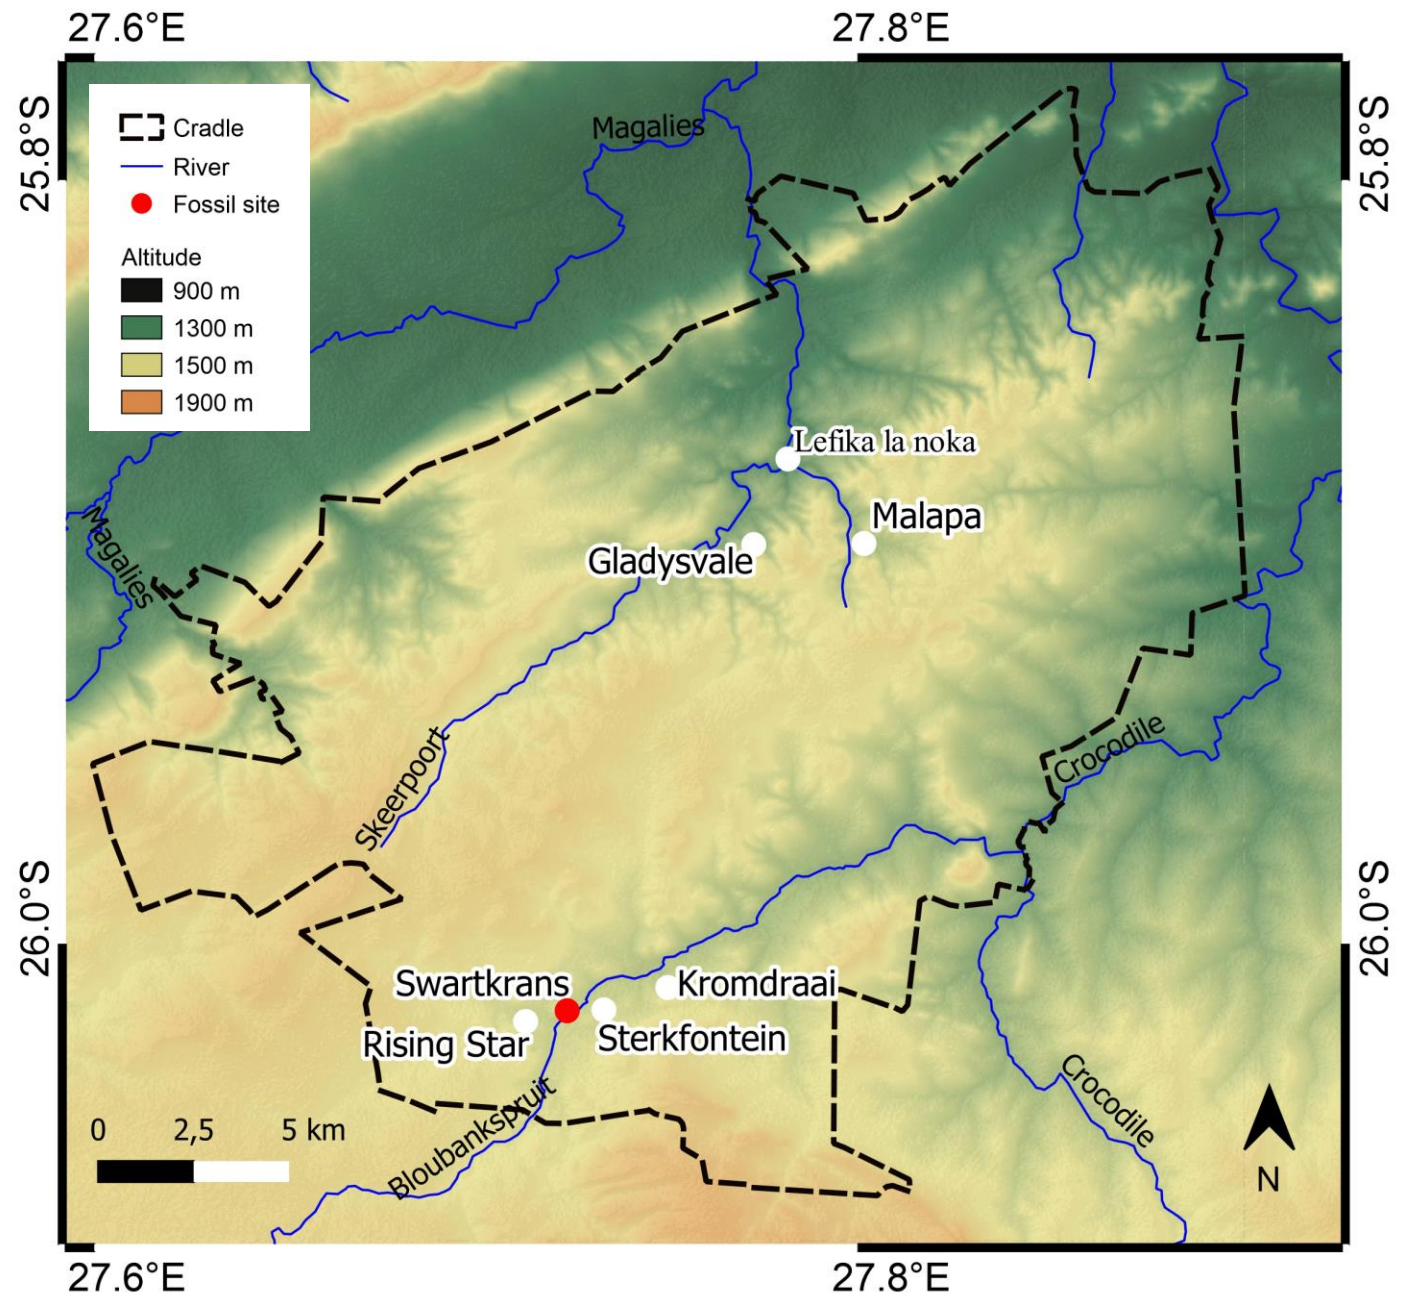 27.6°E
27.8°E
25.8°S
25.8°S
Cradle
River
Fossil site
Altitude
900 m
1300 m
1500 m
1900 m
Magalies
Lefika la noka
Malapa
Gladysvale
Magalies
Skeerpoort
Crocodile
26.0°S
26.0°S
Swartkrans
Kromdraai
Rising Star
Sterkfontein
Bloubankspruit
Crocodile
0 2,5 5 km
N
27.6°E
27.8°E